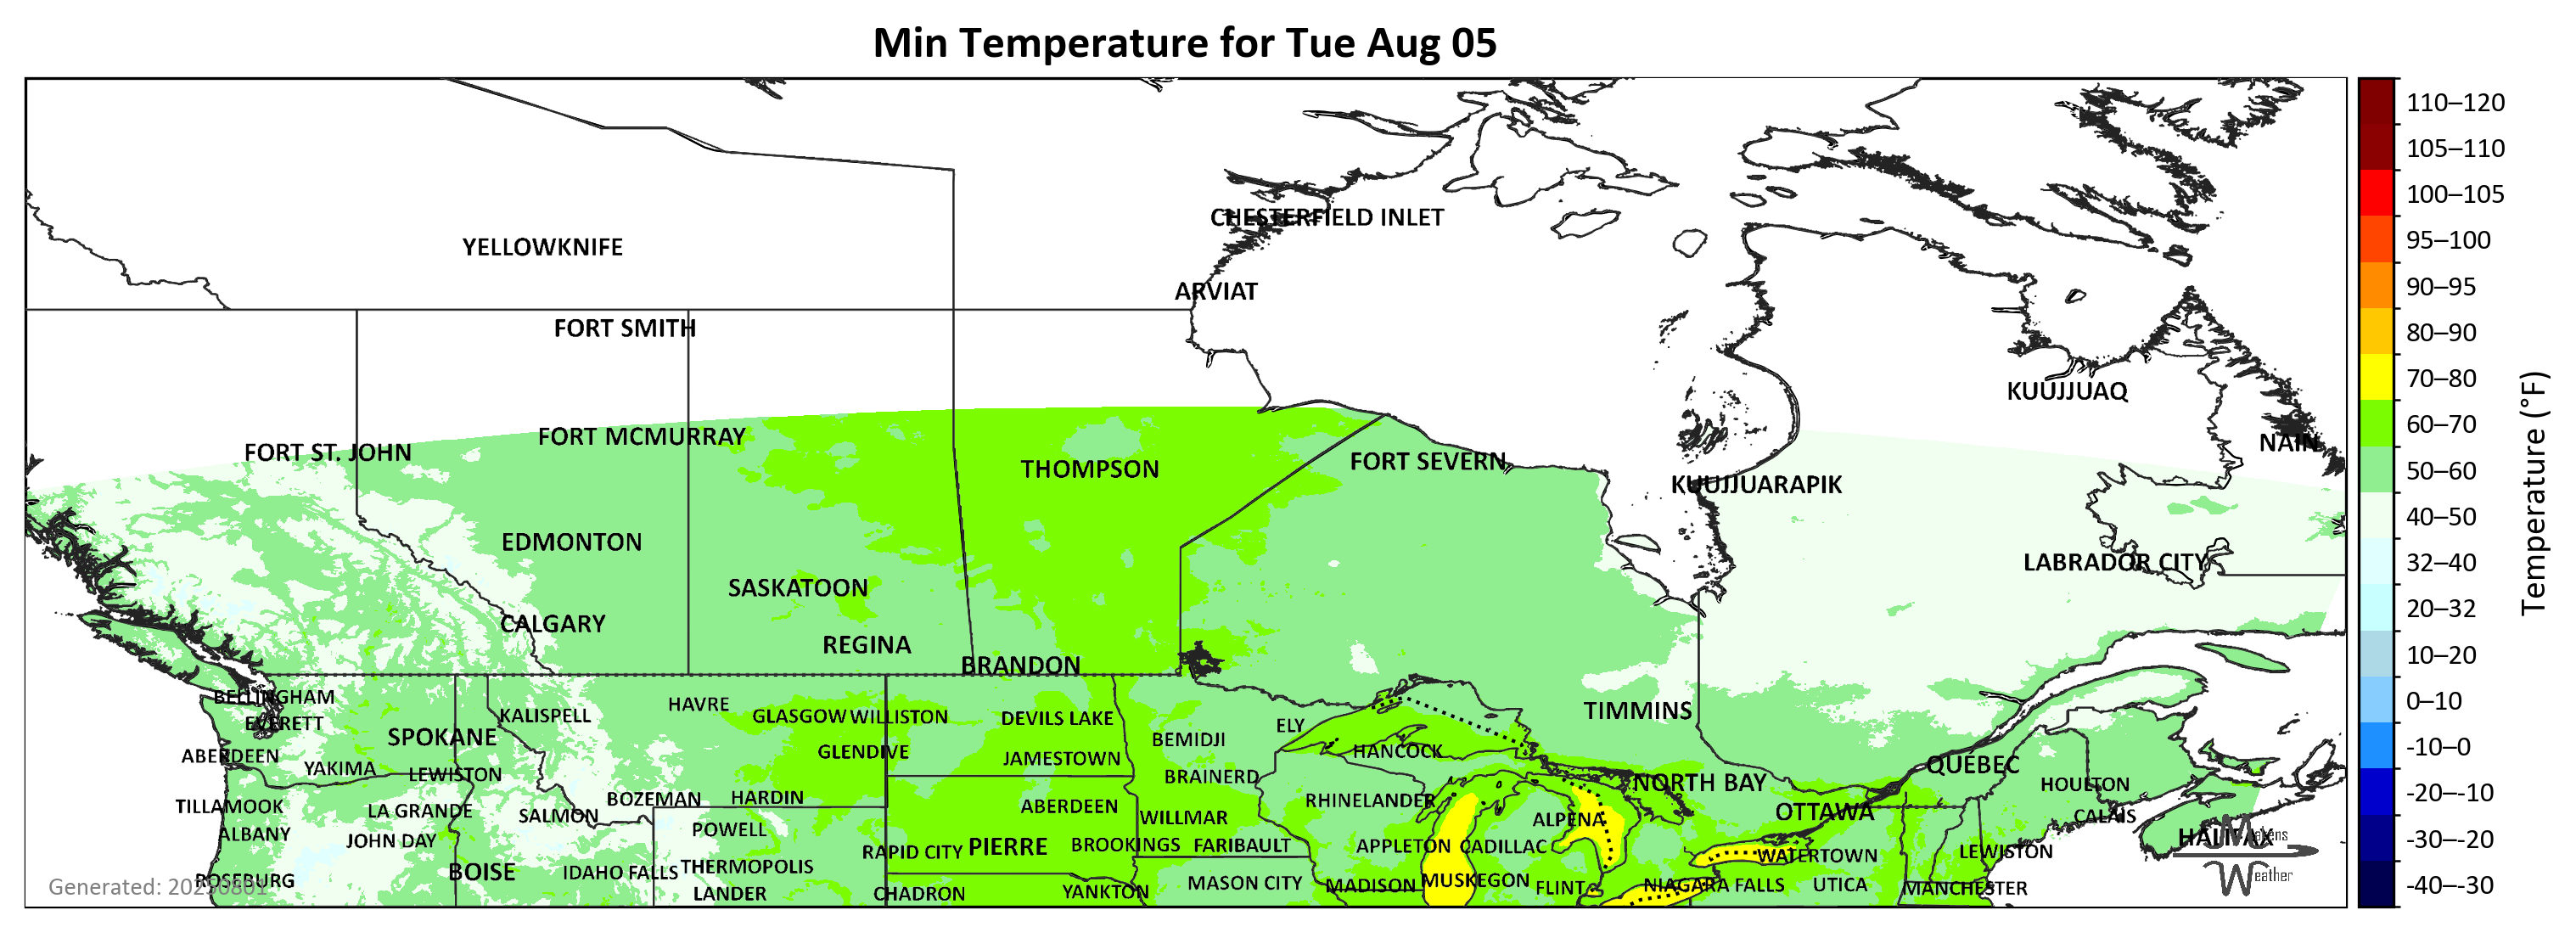 Min Temperature for Tue Aug 05
110–120
105–110
100–105
95–100
90–95
80–90
70–80
60–70
50–60
40–50
32–40
20–32
10–20
0–10
-10–0
-20–-10
-30–-20
-40–-30
Temperature (°F)
CHESTERFIELD INLET
YELLOWKNIFE
ARVIAT
FORT SMITH
KUUJJUAQ
FORT MCMURRAY
NAIN
FORT ST. JOHN
FORT SEVERN
THOMPSON
KUUJJUARAPIK
EDMONTON
LABRADOR CITY
SASKATOON
CALGARY
REGINA
BRANDON
BELLINGHAM
HAVRE
TIMMINS
KALISPELL
GLASGOW
WILLISTON
DEVILS LAKE
EVERETT
ELY
SPOKANE
BEMIDJI
HANCOCK
GLENDIVE
ABERDEEN
JAMESTOWN
QUÉBEC
YAKIMA
LEWISTON
BRAINERD
NORTH BAY
HOULTON
BOZEMAN
HARDIN
RHINELANDER
TILLAMOOK
ABERDEEN
LA GRANDE
OTTAWA
SALMON
WILLMAR
CALAIS
ALPENA
POWELL
ALBANY
HALIFAX
JOHN DAY
BROOKINGS
FARIBAULT
APPLETON
CADILLAC
PIERRE
RAPID CITY
LEWISTON
WATERTOWN
THERMOPOLIS
BOISE
IDAHO FALLS
ROSEBURG
MUSKEGON
MASON CITY
MADISON
NIAGARA FALLS
UTICA
FLINT
MANCHESTER
YANKTON
LANDER
CHADRON
Generated: 20250801
Makens
Weather